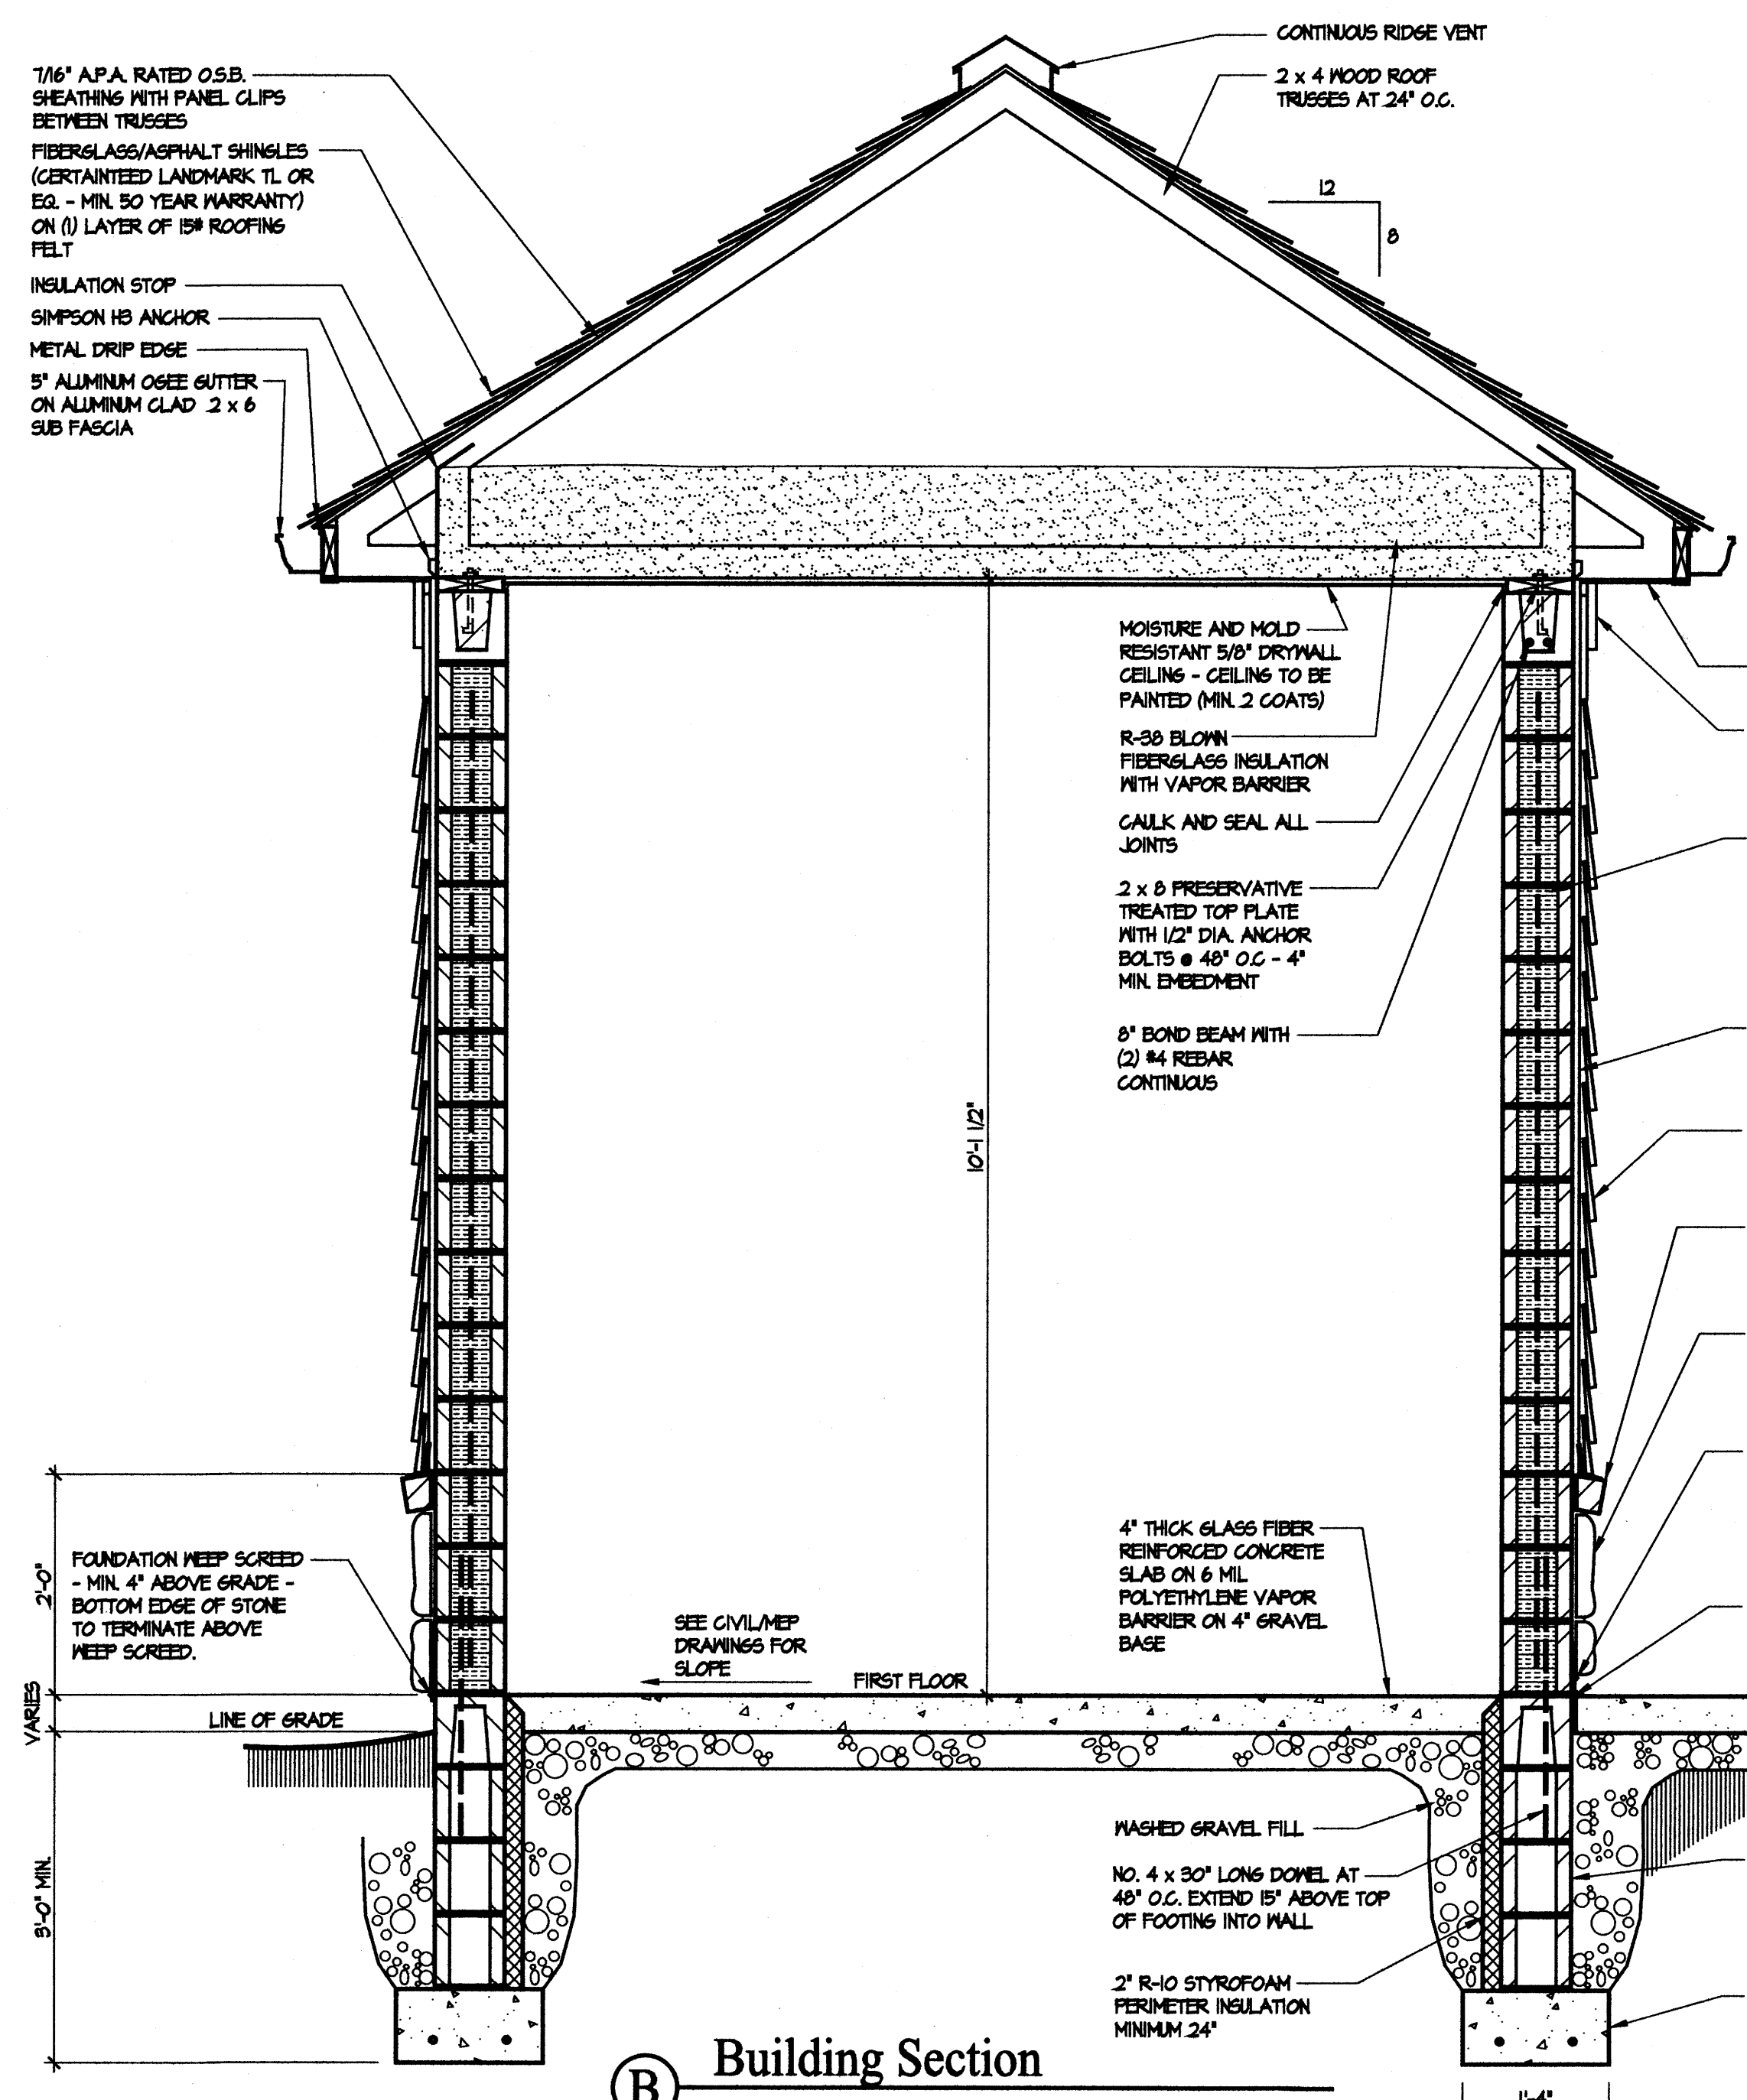 CONTINUOUS RIDGE VENT
2 x 4 WOOD ROOF
TRUSSES AT 24" O.C.
12
8
7/16" A.P.A. RATED O.S.B.
SHEATHING WITH PANEL CLIPS
BETWEEN TRUSSES
FIBERGLASS/ASPHALT SHINGLES
(CERTAINTEED LANDMARK TL OR
EQ. - MIN. 50 YEAR WARRANTY)
ON (1) LAYER OF 15# ROOFING
FELT
INSULATION STOP
SIMPSON H3 ANCHOR
METAL DRIP EDGE
5" ALUMINUM OGEE GUTTER
ON ALUMINUM CLAD 2 x 6
SUB FASCIA
MOISTURE AND MOLD
RESISTANT 5/8" DRYWALL
CEILING - CEILING TO BE
PAINTED (MIN. 2 COATS)
R-38 BLOWN
FIBERGLASS INSULATION
WITH VAPOR BARRIER
CAULK AND SEAL ALL
JOINTS
2 x 8 PRESERVATIVE
TREATED TOP PLATE
WITH 1/2" DIA. ANCHOR
BOLTS @ 48" O.C - 4"
MIN. EMBEDMENT
8" BOND BEAM WITH
(2) #4 REBAR
CONTINUOUS
10'-1 1/2"
2'-0"
VARIES
3'-0" MIN.
FOUNDATION WEEP SCREED
- MIN. 4" ABOVE GRADE -
BOTTOM EDGE OF STONE
TO TERMINATE ABOVE
WEEP SCREED.
LINE OF GRADE
SEE CIVIL/MEP
DRAWINGS FOR
SLOPE
FIRST FLOOR
4" THICK GLASS FIBER
REINFORCED CONCRETE
SLAB ON 6 MIL
POLYETHYLENE VAPOR
BARRIER ON 4" GRAVEL
BASE
WASHED GRAVEL FILL
NO. 4 x 30" LONG DOWEL AT
48" O.C. EXTEND 15" ABOVE TOP
OF FOOTING INTO WALL
2" R-10 STYROFOAM
PERIMETER INSULATION
MINIMUM 24"
1'-4"
B
Building Section